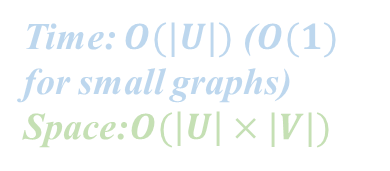 Time: O(|U|) (O(1)
for small graphs)
Space:O(|U| × |V|)